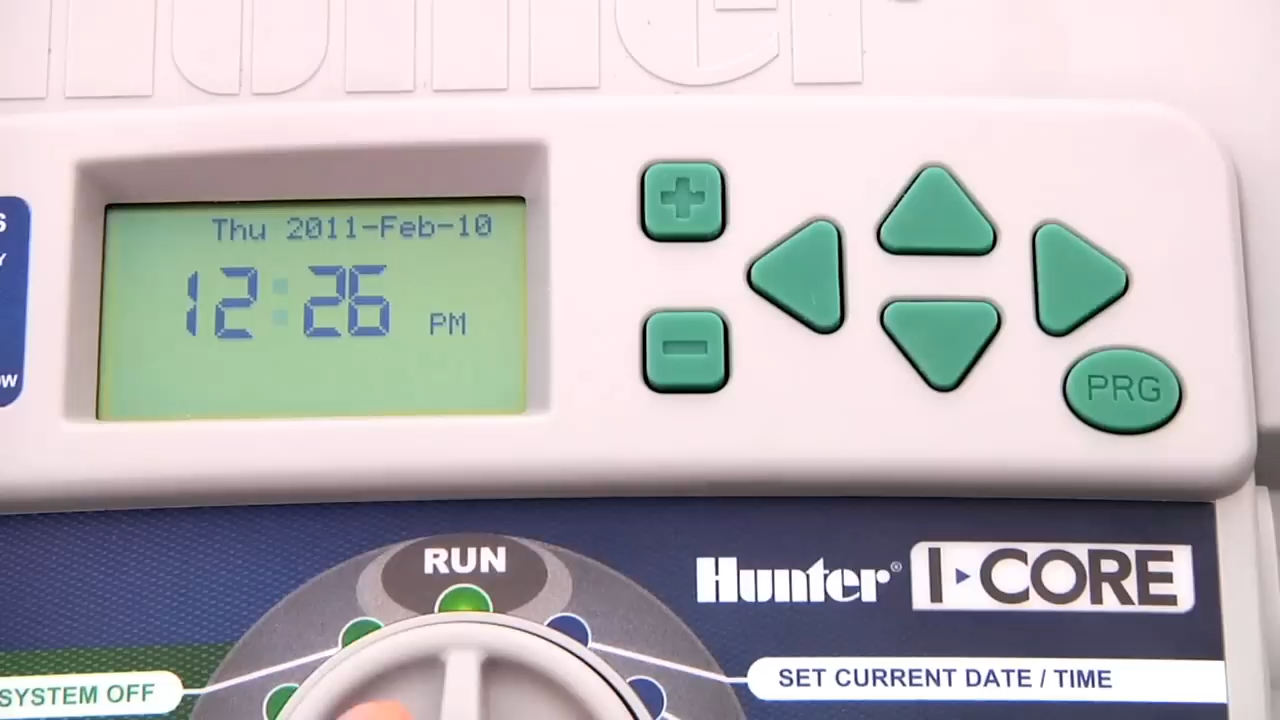 Thu 2011-Feb-10
12:26 PM
PRG
RUN
Hunter® I CORE
SYSTEM OFF
SET CURRENT DATE / TIME